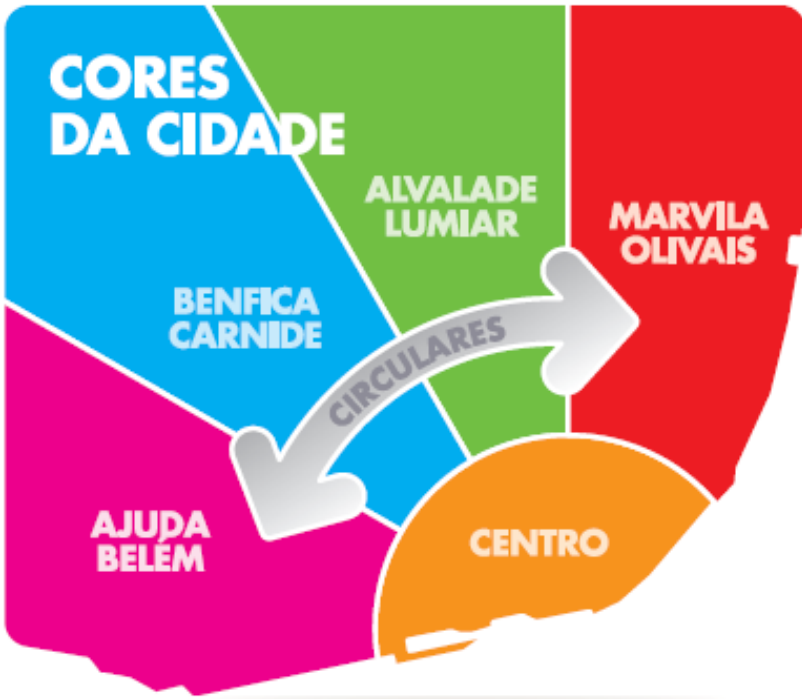 CORES
DA CIDADE
ALVALADE
LUMIAR
MARVILA
OLIVAIS
BENFICA
CARNIDE
CIRCULARES
AJUDA
BELÉM
CENTRO